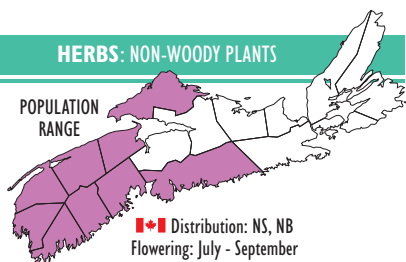 HERBS: NON-WOODY PLANTS
POPULATION
RANGE
Distribution: NS, NB
Flowering: July - September